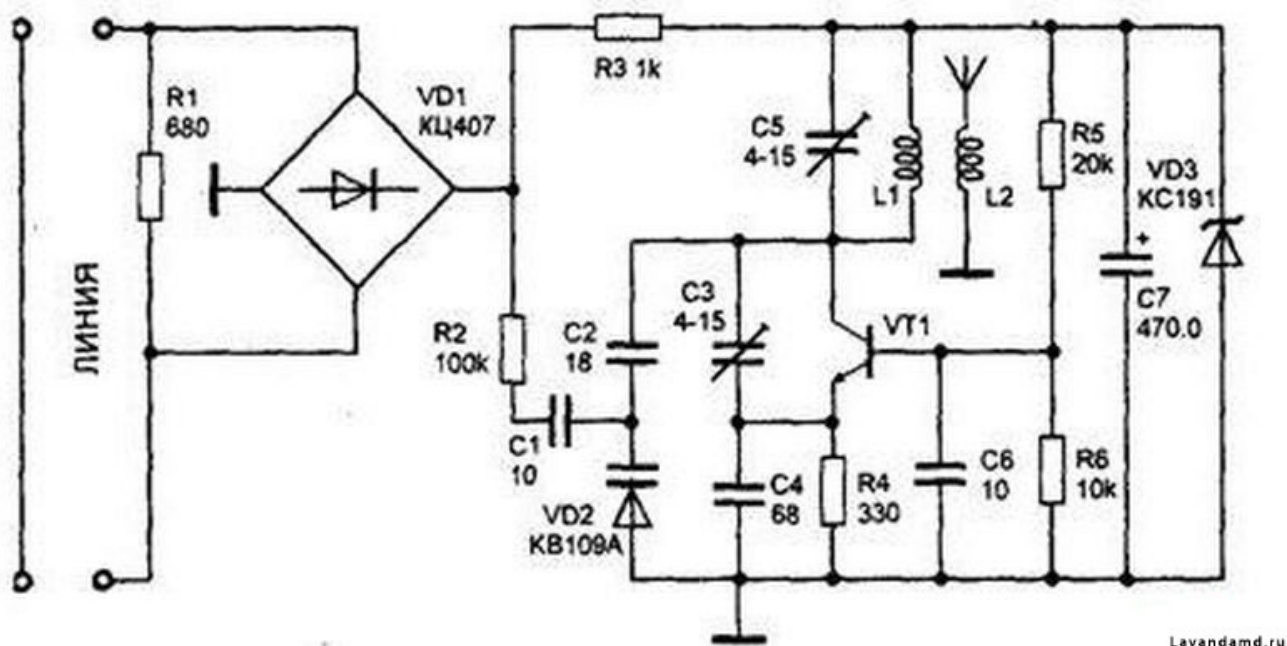 R3 1k
R1
680
VD1
КЦ407
C5
4-15
L1
L2
R5
20k
VD3
КС191
ЛИНИЯ
R2
100k
C2
18
C3
4-15
VT1
+
C7
470.0
C1
10
VD2
КВ109А
C4
68
R4
330
C6
10
R6
10k
Lavandamd.ru